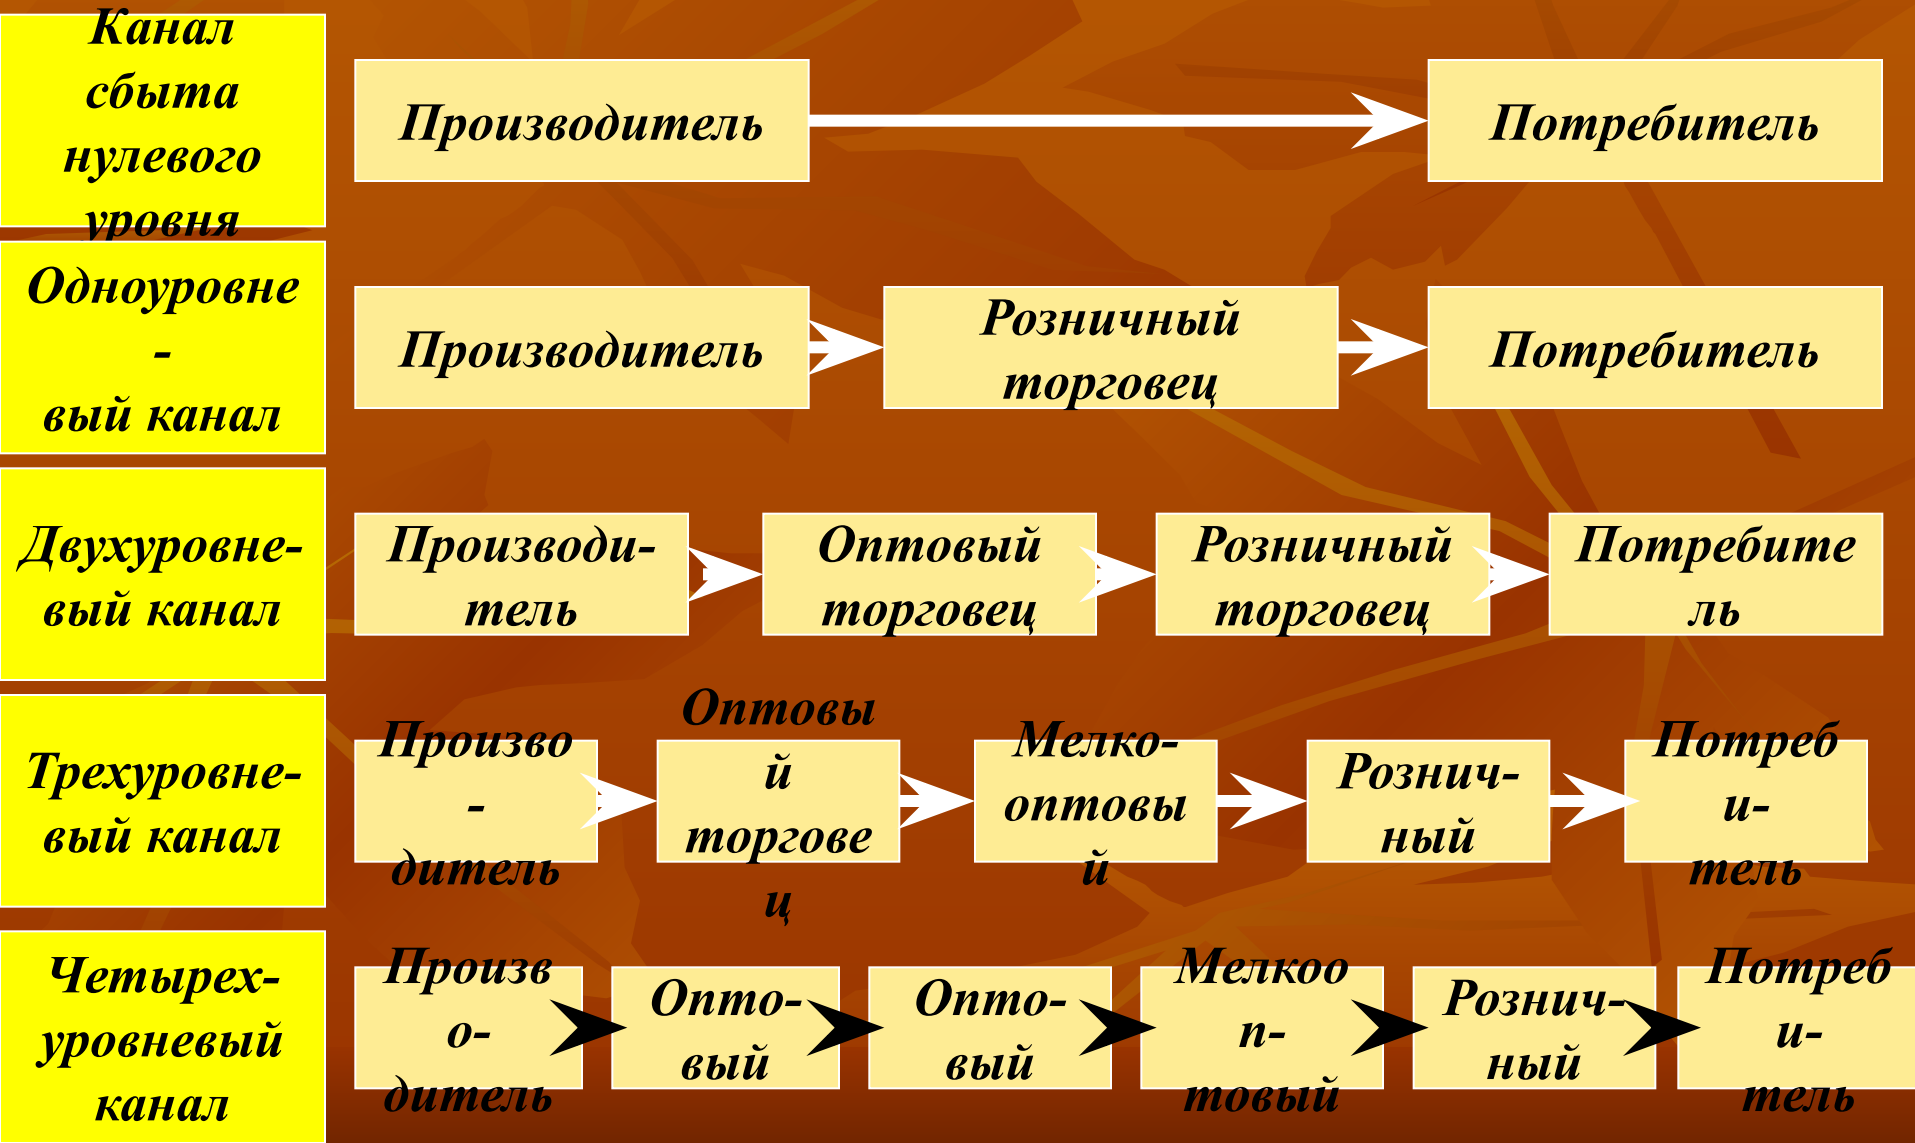 Канал
сбыта
нулевого
уровня
Производитель
Потребитель
Одноуровне
-
вый канал
Производитель
Розничный
торговец
Потребитель
Двухуровне-
вый канал
Производи-
тель
Оптовый
торговец
Розничный
торговец
Потребите
ль
Трехуровне-
вый канал
Произво
-
дитель
Оптовы
й
торгове
ц
Мелко-
оптовы
й
Рознич-
ный
Потреб
и-
тель
Четырех-
уровневый
канал
Произв
о-
дитель
Опто-
вый
Опто-
вый
Мелкоо
п-
товый
Рознич-
ный
Потреб
и-
тель